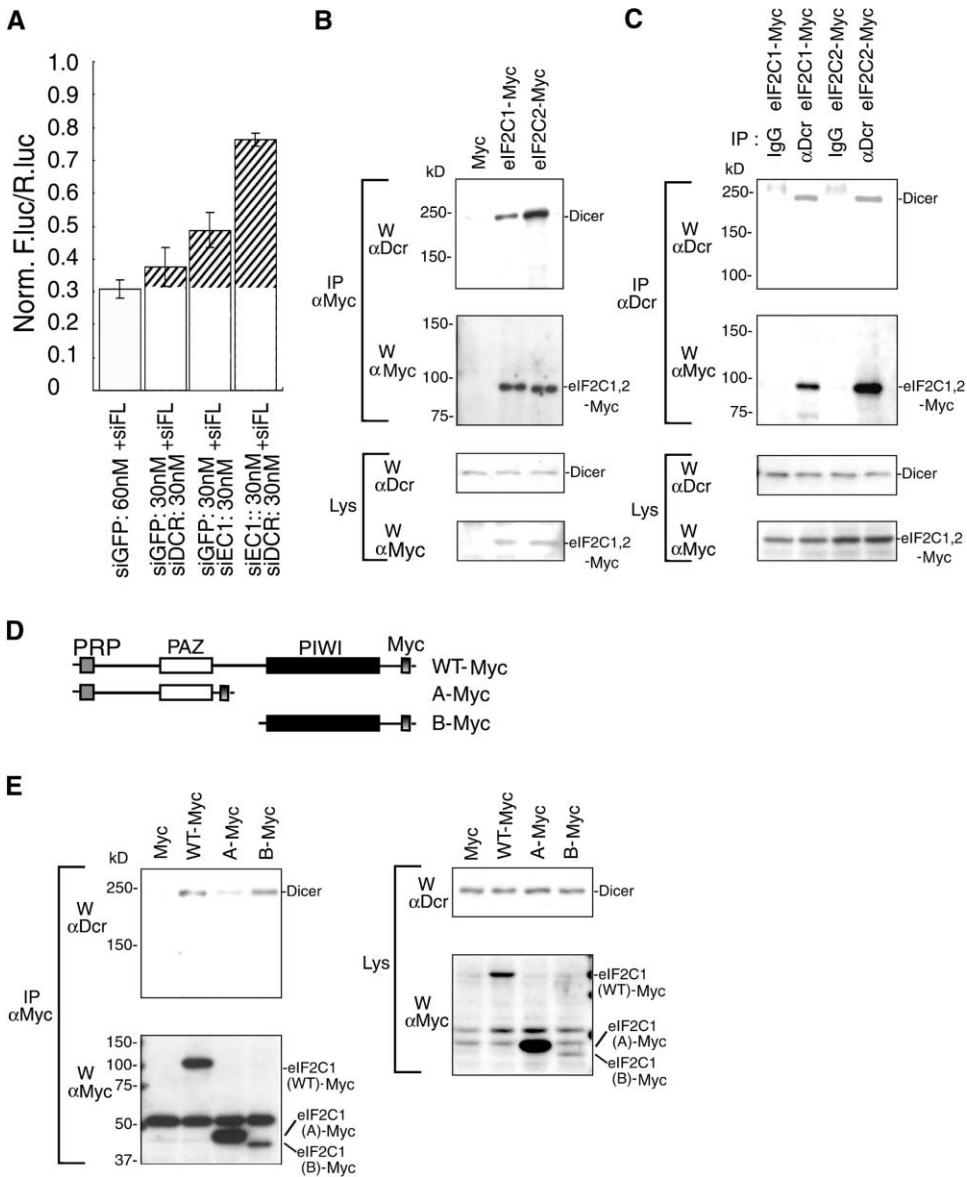 A
Norm. F.luc/R.luc
1.0
0.9
0.8
0.7
0.6
0.5
0.4
0.3
0.2
0.1
0
siGFP: 60nM +siFL
siGFP: 30nM +siFL
siDCR: 30nM
siGFP: 30nM +siFL
siEC1: 30nM
siEC1:: 30nM +siFL
siDCR: 30nM
B
Myc
eIF2C1-Myc
eIF2C2-Myc
kD
IP
αMyc
W
αDcr
250-
150-
-Dicer
W
αMyc
150-
100-
75-
-eIF2C1,2
-Myc
Lys
W
αDcr
-Dicer
W
αMyc
-eIF2C1,2
-Myc
C
IP :
IgG eIF2C1-Myc
αDcr eIF2C1-Myc
IgG eIF2C2-Myc
αDcr eIF2C2-Myc
kD
IP
αDcr
W
αDcr
250-
150-
100-
-Dicer
W
αMyc
150-
100-
75-
-eIF2C1,2
-Myc
Lys
W
αDcr
-Dicer
W
αMyc
-eIF2C1,2
-Myc
D
PRP
PAZ
PIWI
Myc
WT-Myc
A-Myc
B-Myc
E
Myc
WT-Myc
A-Myc
B-Myc
kD
IP
αMyc
W
αDcr
250-
150-
-Dicer
W
αMyc
150-
100-
75-
50-
37-
-eIF2C1
(WT)-Myc
eIF2C1
(A)-Myc
eIF2C1
(B)-Myc
Myc
WT-Myc
A-Myc
B-Myc
Lys
W
αDcr
-Dicer
W
αMyc
-eIF2C1
(WT)-Myc
eIF2C1
(A)-Myc
eIF2C1
(B)-Myc